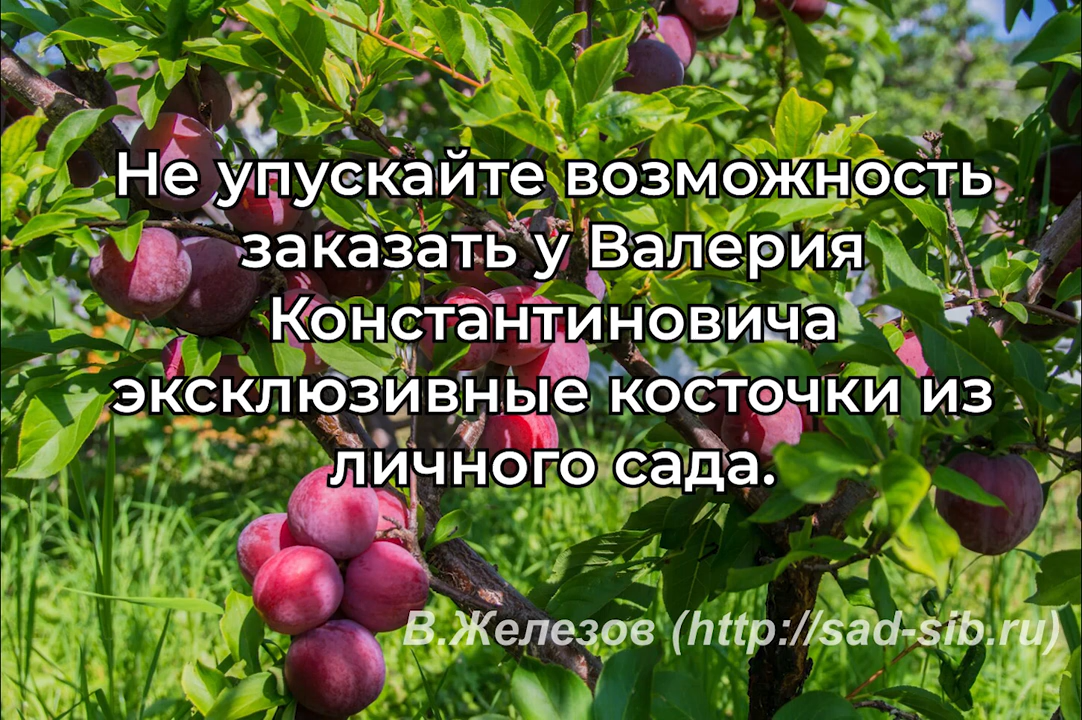 Не упускайте возможность
заказать у Валерия
Константиновича
эксклюзивные косточки из
личного сада.
В.Железов (http://sad-sib.ru)